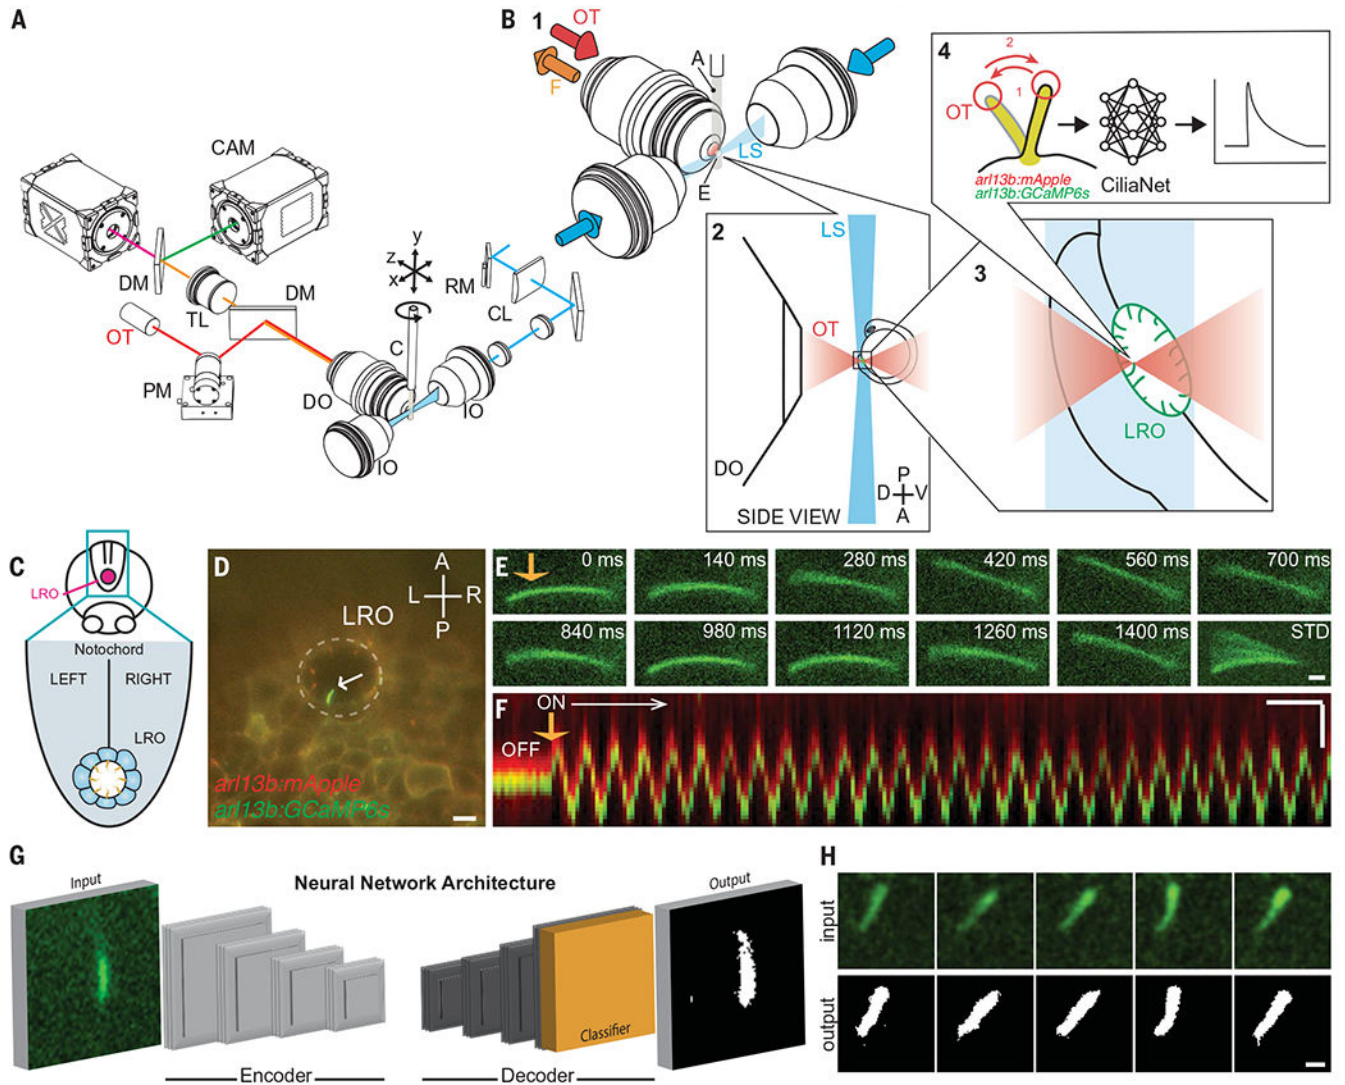 A
CAM
DM
TL
DM
OT
PM
DO
IO
IO
C
y
z
x
RM
CL
B
1
OT
F
A
LS
E
2
LS
OT
DO
P
D V
A
SIDE VIEW
3
LRO
4
2
1
OT
arl13b:mApple
arl13b:GCaMP6s
CiliaNet
C
LRO
Notochord
LEFT
RIGHT
LRO
D
A
L R
P
LRO
arl13b:mApple
arl13b:GCaMP6s
E
0 ms
140 ms
280 ms
420 ms
560 ms
700 ms
840 ms
980 ms
1120 ms
1260 ms
1400 ms
STD
F
ON
OFF
G
Input
Neural Network Architecture
Output
Classifier
Encoder
Decoder
H
input
output